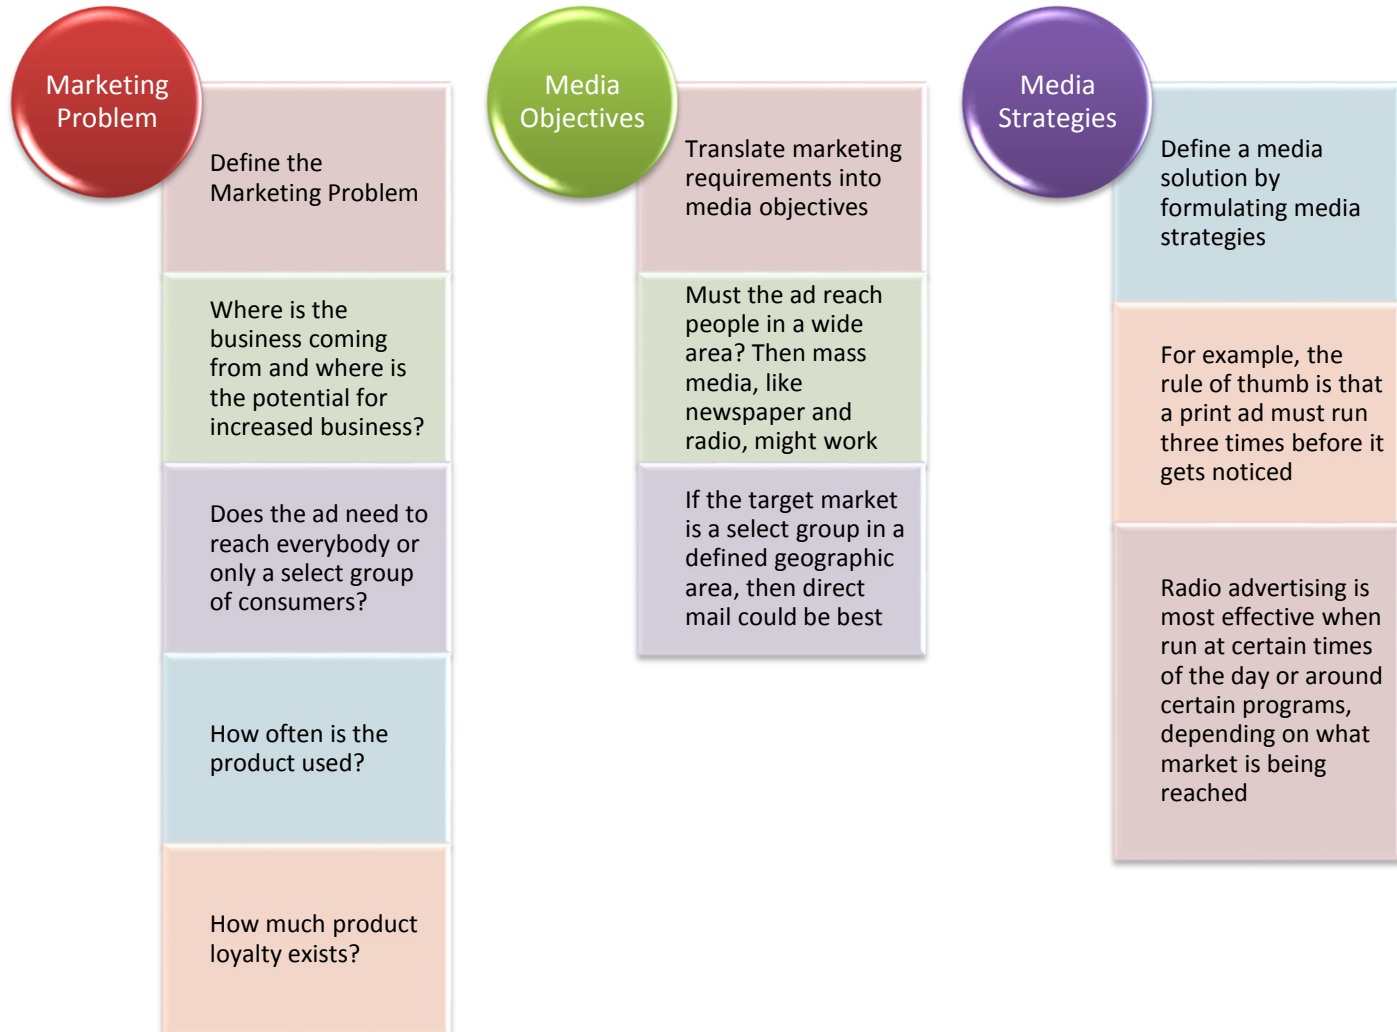 Marketing
Problem
Define the
Marketing Problem
Where is the
business coming
from and where is
the potential for
increased business?
Does the ad need to
reach everybody or
only a select group
of consumers?
How often is the
product used?
How much product
loyalty exists?
Media
Objectives
Translate marketing
requirements into
media objectives
Must the ad reach
people in a wide
area? Then mass
media, like
newspaper and
radio, might work
If the target market
is a select group in a
defined geographic
area, then direct
mail could be best
Media
Strategies
Define a media
solution by
formulating media
strategies
For example, the
rule of thumb is that
a print ad must run
three times before it
gets noticed
Radio advertising is
most effective when
run at certain times
of the day or around
certain programs,
depending on what
market is being
reached